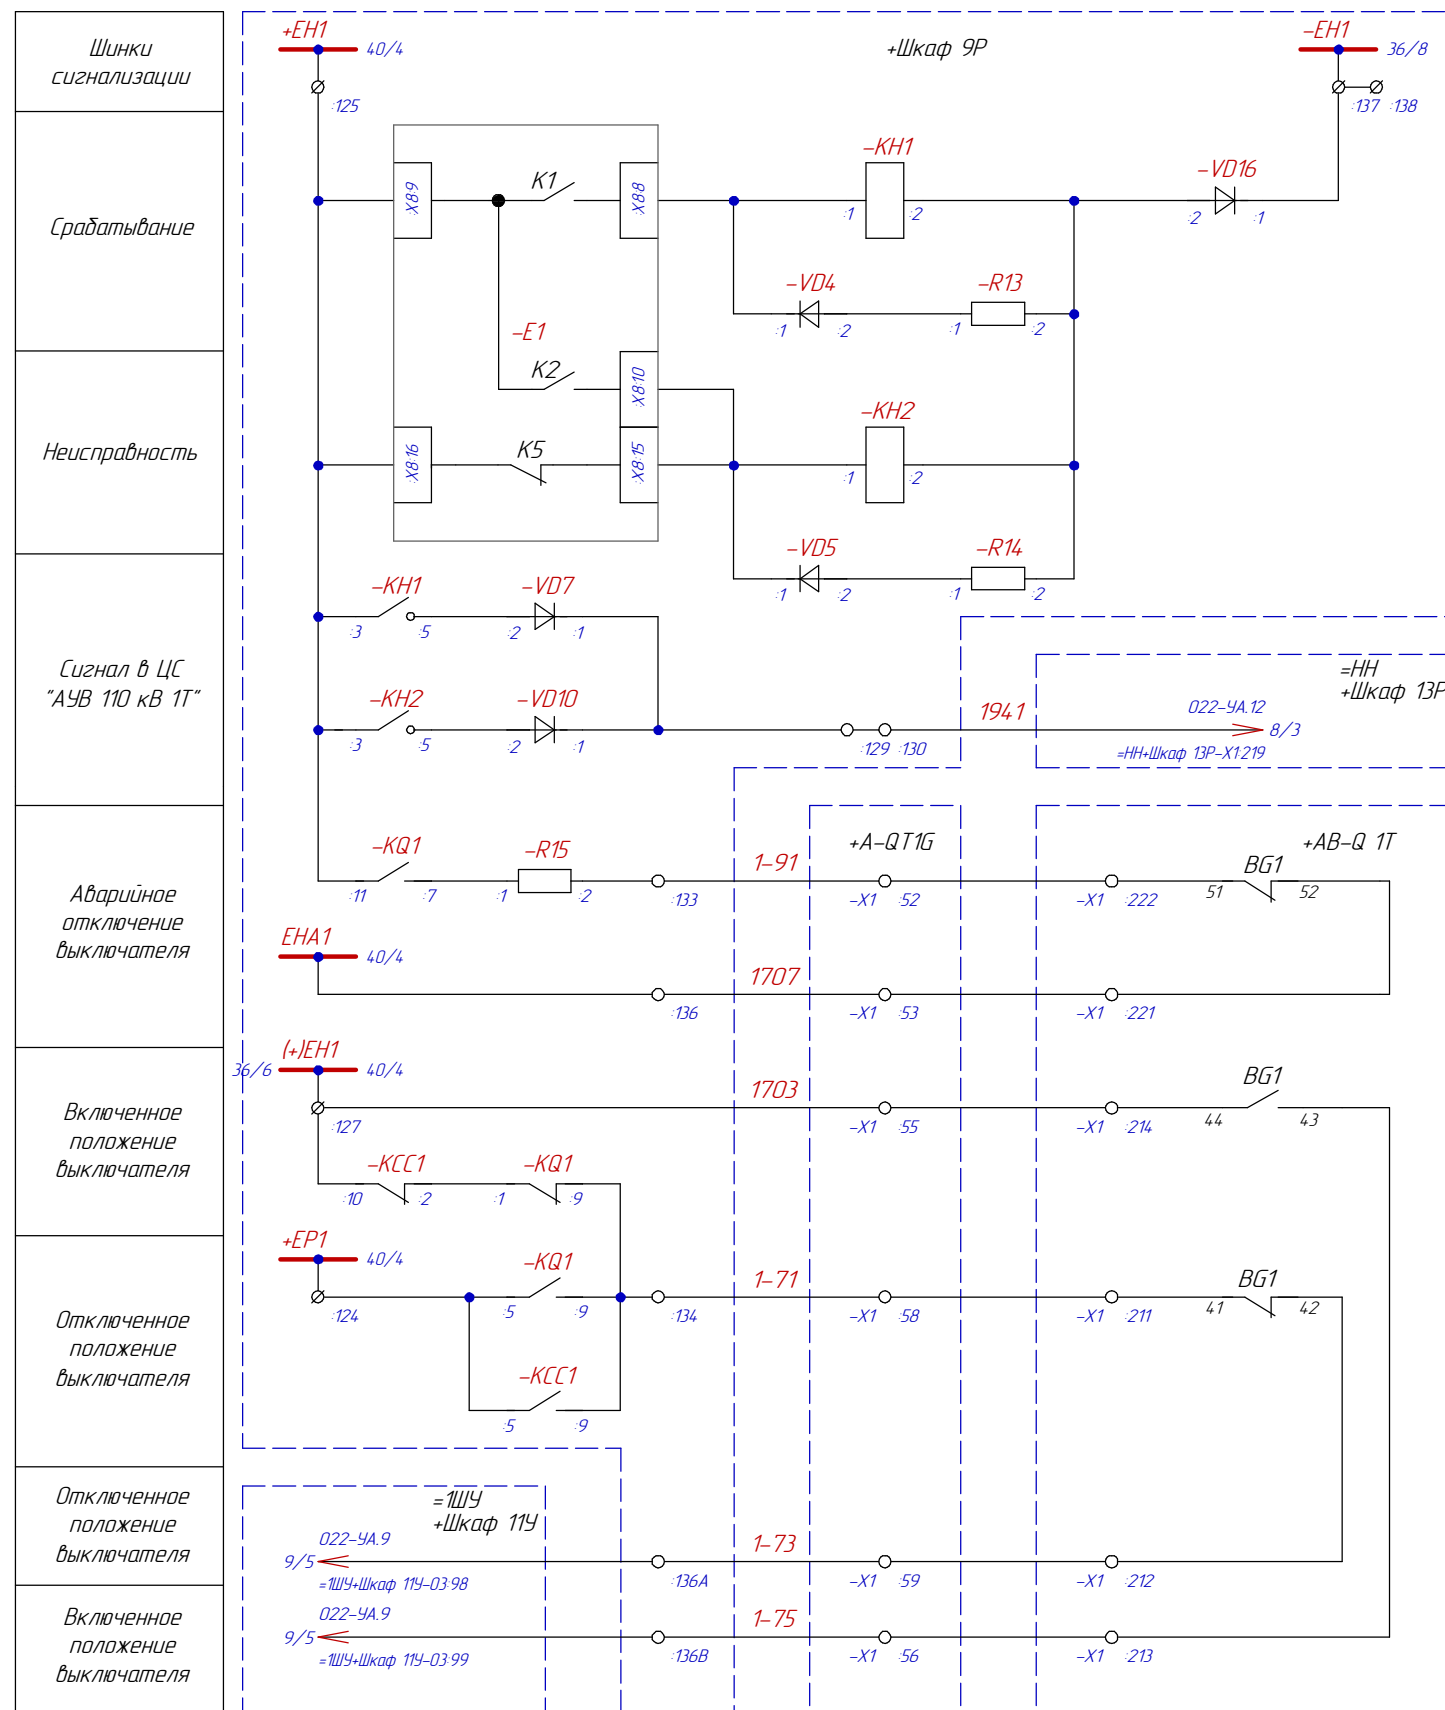 Шинки
сигнализации
+EH1
40/4
:125
+Шкаф 9Р
-EH1
36/8
:137 :138
Срабатывание
:X8:9
K1
:X8:8
-KH1
:1 :2
-VD16
:2 :1
-VD4
:1 :2
-R13
:1 :2
-E1
K2
:X8:10
Неисправность
:X8:16
K5
:X8:15
-KH2
:1 :2
-VD5
:1 :2
-R14
:1 :2
Сигнал в ЦС
"АУВ 110 кВ 1Т"
-KH1
:3 :5
-VD7
:2 :1
-KH2
:3 :5
-VD10
:2 :1
:129 :130
1941
=НН
+Шкаф 13Р
022-УА.12
8/3
=НН+Шкаф 13Р-X1:219
Аварийное
отключение
выключателя
-KQ1
:11 :7
-R15
:1 :2
:133
1-91
+A-QT1G
-X1 :52
-X1 :222
+AB-Q 1T
BG1
51 52
EHA1
40/4
:136
1707
-X1 :53
-X1 :221
Включенное
положение
выключателя
36/6
(+)EH1
40/4
:127
1703
-X1 :55
-X1 :214
BG1
44 43
-KCC1
:10 :2
-KQ1
:1 :9
Отключенное
положение
выключателя
+EP1
40/4
:124
-KQ1
:5 :9
:134
1-71
-X1 :58
-X1 :211
BG1
41 42
-KCC1
:5 :9
Отключенное
положение
выключателя
=1ШУ
+Шкаф 11У
022-УА.9
9/5
=1ШУ+Шкаф 11У-03:98
:136A
1-73
-X1 :59
-X1 :212
Включенное
положение
выключателя
022-УА.9
9/5
=1ШУ+Шкаф 11У-03:99
:136B
1-75
-X1 :56
-X1 :213